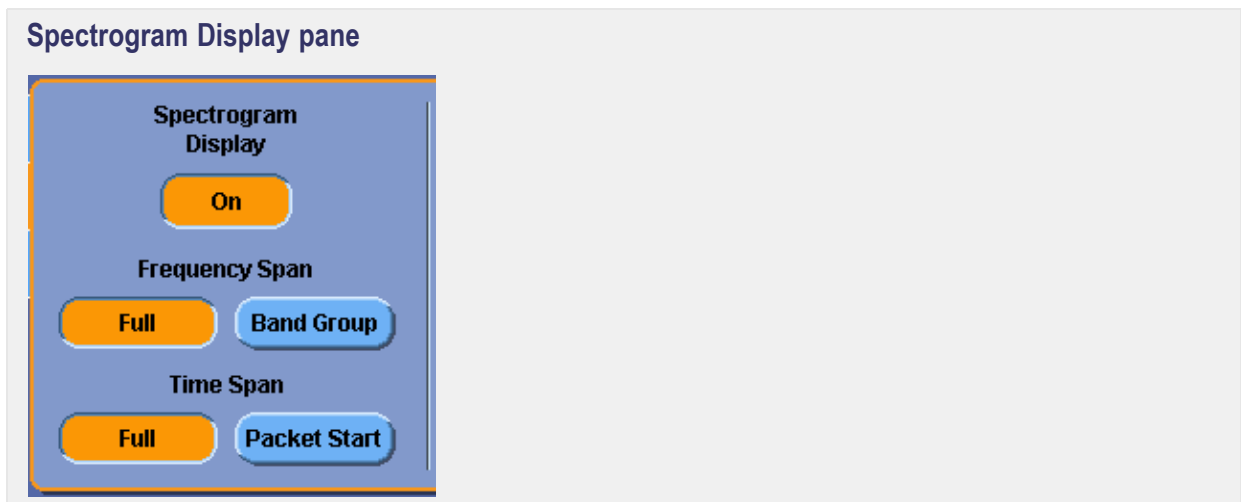 Spectrogram Display pane
Spectrogram
Display
On
Frequency Span
Full Band Group
Time Span
Full Packet Start